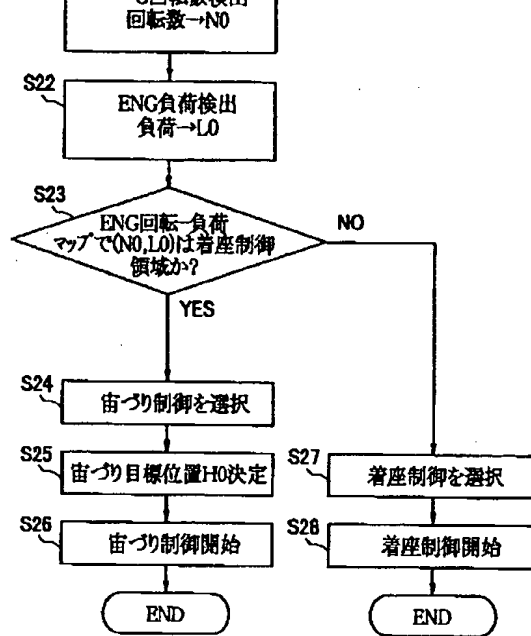 回転数→N0
S22
ENG負荷検出
負荷→L0
S23
ENG回転−負荷
マップで(N0,L0)は着座制御
領域か?
NO
YES
S24
宙づり制御を選択
S25
宙づり目標位置H0決定
S26
宙づり制御開始
S27
着座制御を選択
S28
着座制御開始
END
END